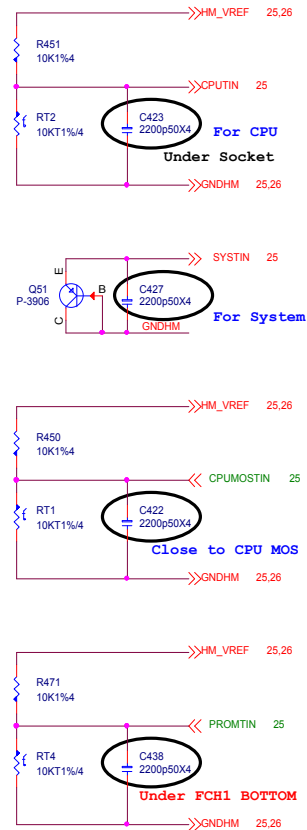 HM_VREF 25,26
R451
10K1%4
CPUTIN 25
RT2
10KT1%/4
C423
2200p50X4
For CPU
Under Socket
GNDHM 25,26
SYSTIN 25
E
Q51
P-3906
B
C
C427
2200p50X4
GNDHM
For System
HM_VREF 25,26
R450
10K1%4
CPUMOSTIN 25
RT1
10KT1%/4
C422
2200p50X4
Close to CPU MOS
GNDHM 25,26
HM_VREF 25,26
R471
10K1%4
PROMTIN 25
RT4
10KT1%/4
C438
2200p50X4
Under FCH1 BOTTOM
GNDHM 25,26